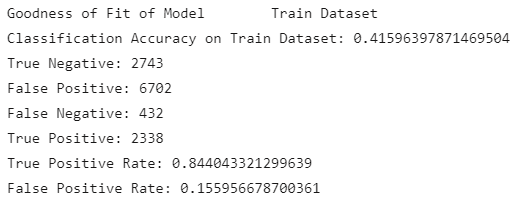 Goodness of Fit of Model Train Dataset
Classification Accuracy on Train Dataset: 0.41596397871469504
True Negative: 2743
False Positive: 6702
False Negative: 432
True Positive: 2338
True Positive Rate: 0.844043321299639
False Positive Rate: 0.155956678700361